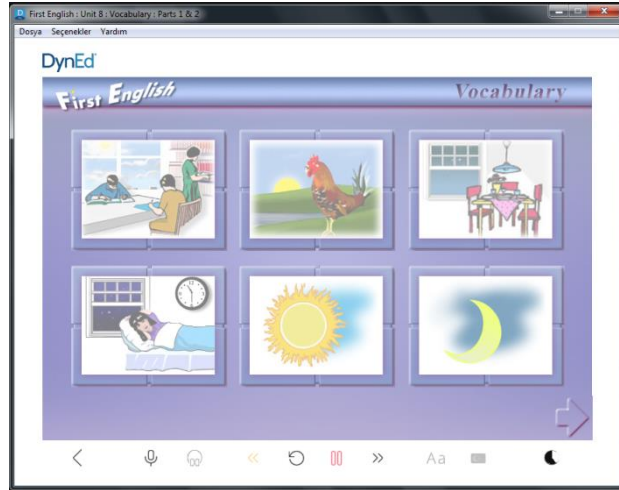 First English : Unit 8 : Vocabulary : Parts 1 & 2
Dosya Seçenekler Yardım
DynEd
First English
Vocabulary
Aa